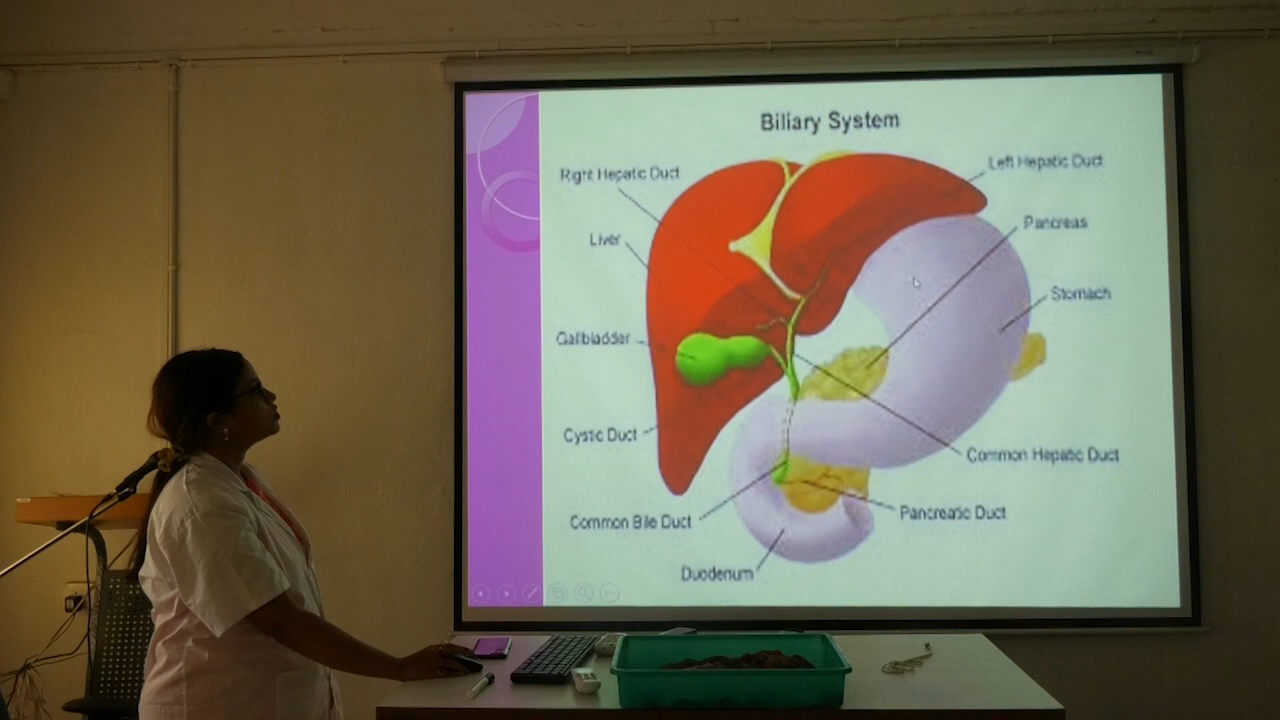 Biliary System
Right Hepatic Duct
Left Hepatic Duct
Pancreas
Liver
Stomach
Gallbladder
Cystic Duct
Common Hepatic Duct
Common Bile Duct
Pancreatic Duct
Duodenum